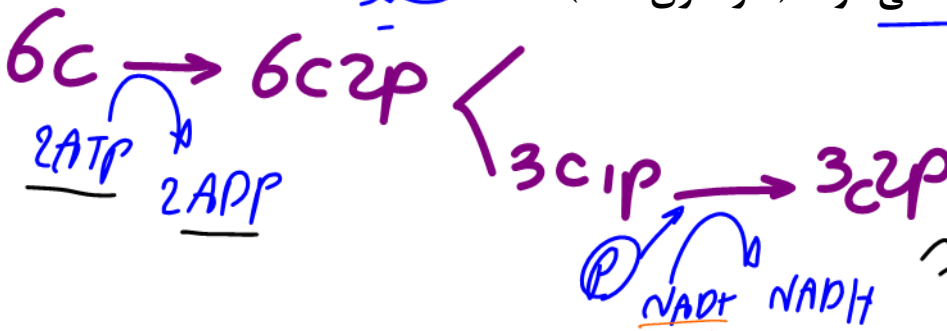 6C → 6C2P
2ATP
2ADP
3C1P → 3C2P
P
NAD+ NADH